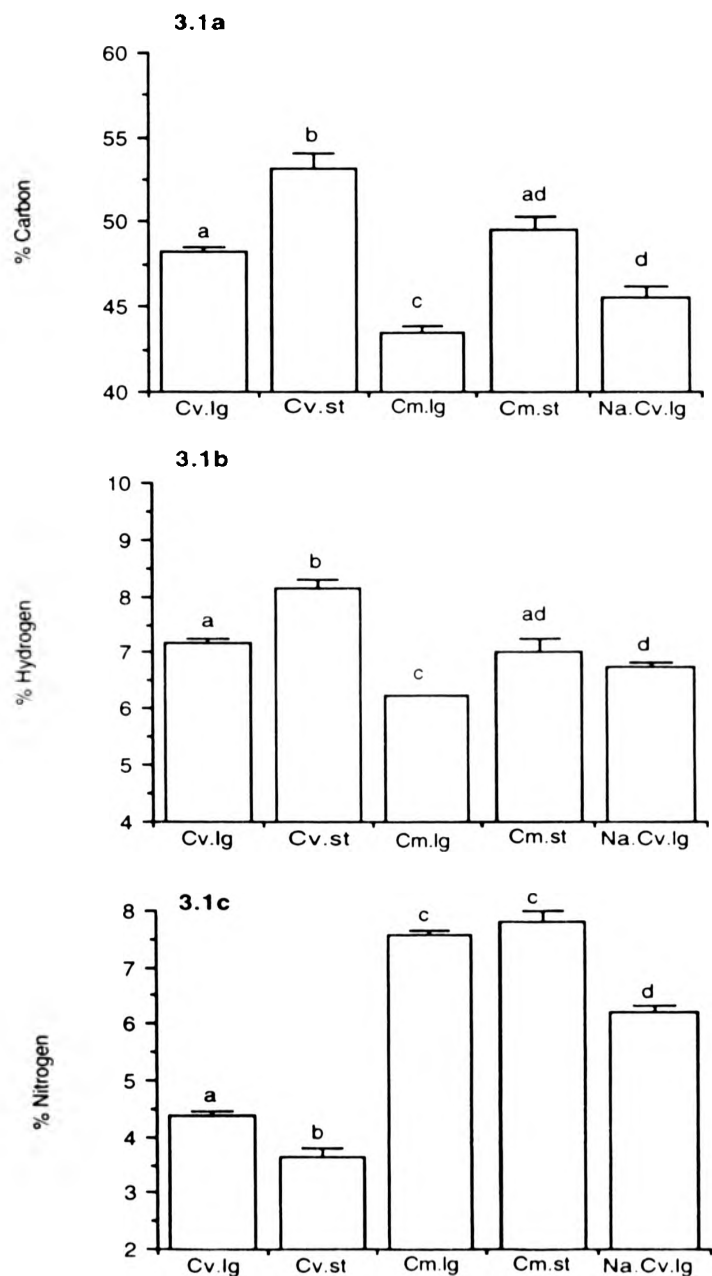 3.1a
% Carbon
60
55
50
45
40
a
b
c
ad
d
Cv.lg Cv.st Cm.lg Cm.st Na.Cv.lg
3.1b
% Hydrogen
10
9
8
7
6
5
4
a
b
c
ad
d
Cv.lg Cv.st Cm.lg Cm.st Na.Cv.lg
3.1c
% Nitrogen
8
7
6
5
4
3
2
a
b
c
c
d
Cv.lg Cv.st Cm.lg Cm.st Na.Cv.lg